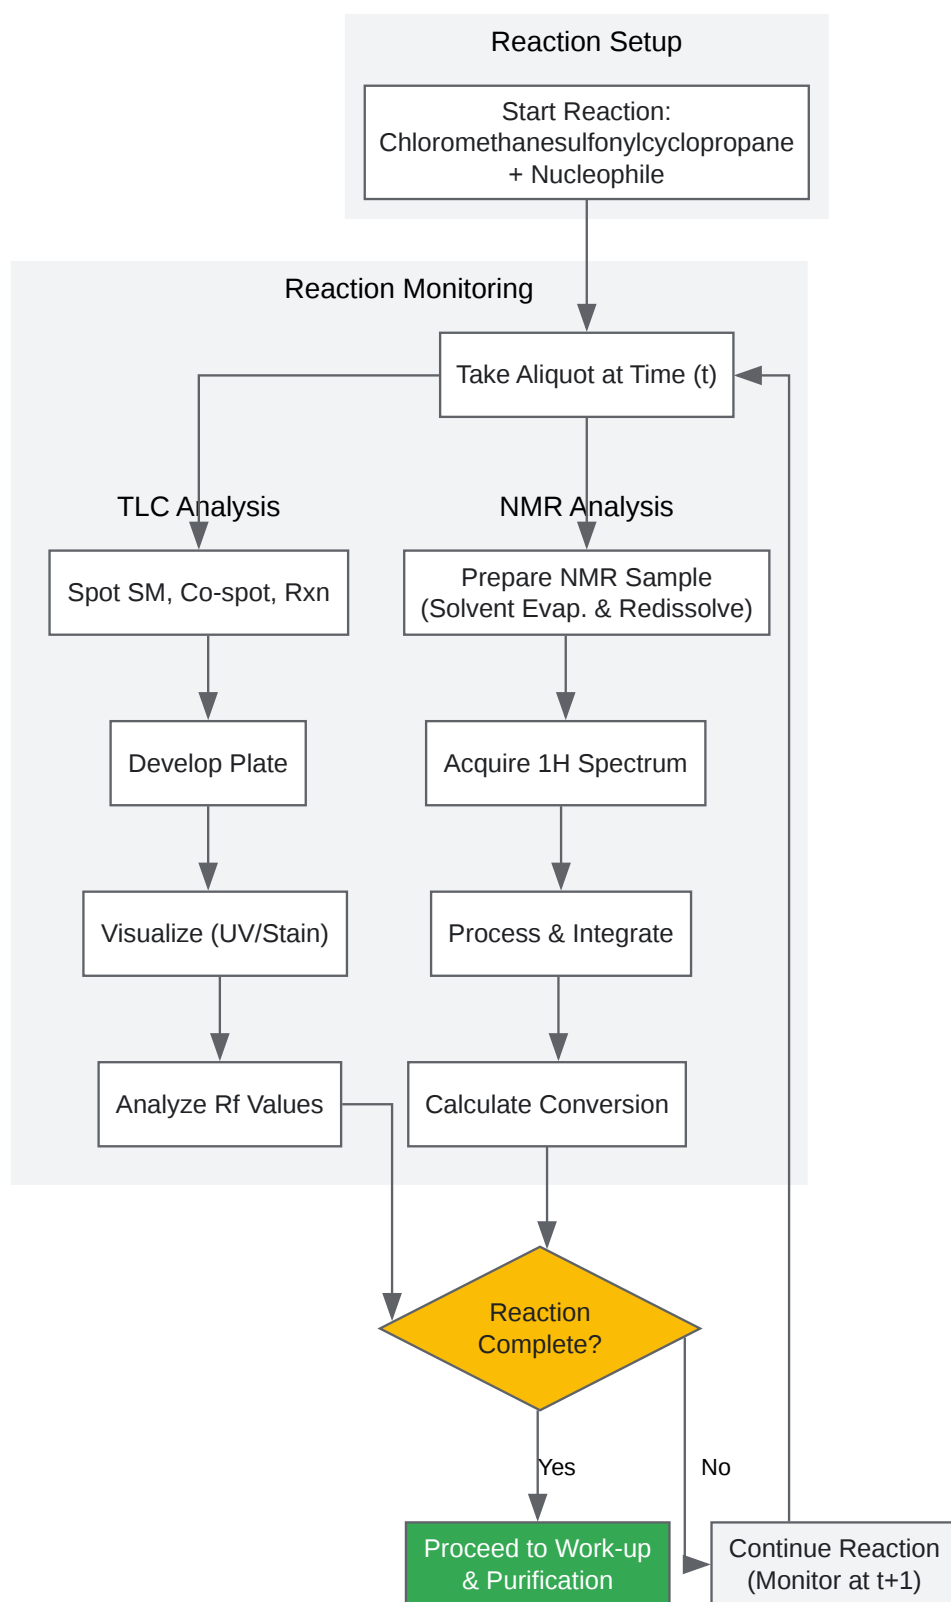 Reaction Setup
Start Reaction:
Chloromethanesulfonylcyclopropane
+ Nucleophile
Reaction Monitoring
Take Aliquot at Time (t)
TLC Analysis
NMR Analysis
Spot SM, Co-spot, Rxn
Prepare NMR Sample
(Solvent Evap. & Redissolve)
Develop Plate
Acquire 1H Spectrum
Visualize (UV/Stain)
Process & Integrate
Analyze Rf Values
Calculate Conversion
Reaction
Complete?
Yes
No
Proceed to Work-up
& Purification
Continue Reaction
(Monitor at t+1)